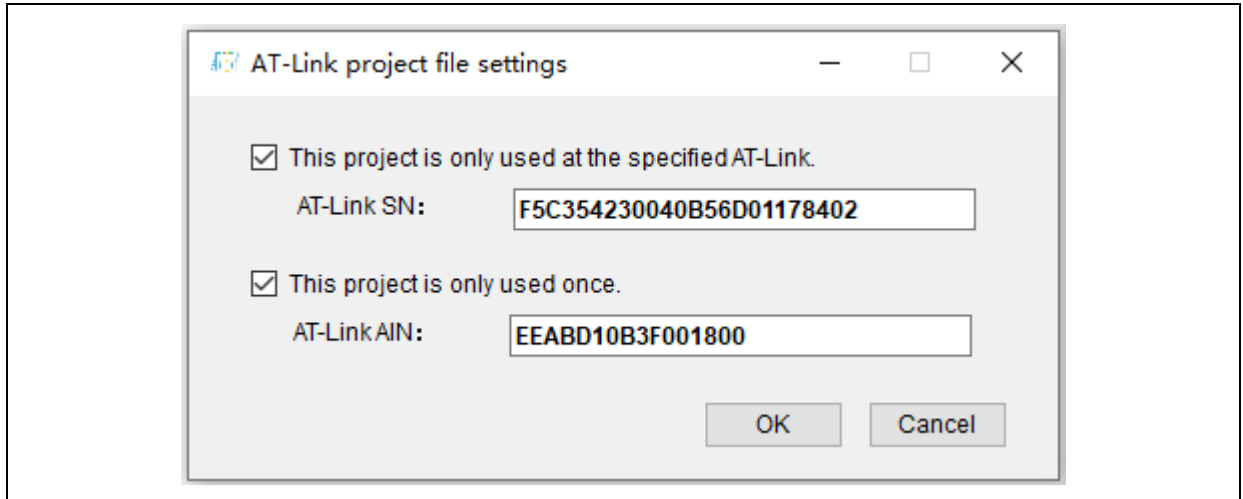 AT-Link project file settings
This project is only used at the specified AT-Link.
AT-Link SN：
F5C354230040B56D01178402
This project is only used once.
AT-Link AIN：
EEABD10B3F001800
OK Cancel